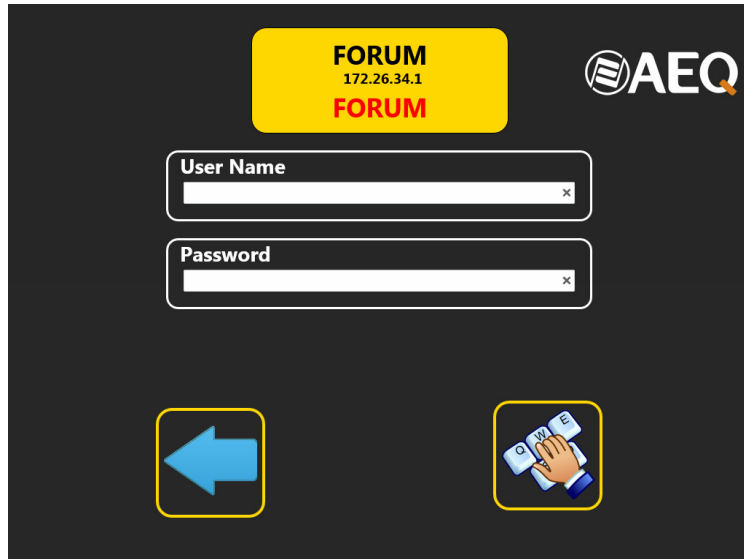 FORUM
172.26.34.1
FORUM
AEQ
User Name
×
Password
×
Q W E